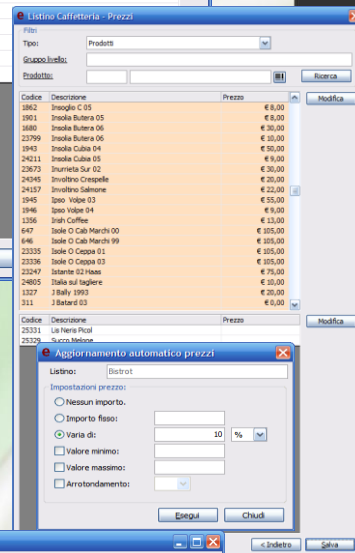 Listino Caffetteria - Prezzi
Filtri
Tipo: Prodotti
Gruppo livello:
Prodotto: Ricerca
Codice Descrizione Prezzo Modifica
1862 Insoglio C 05 € 8,00
1901 Insolia Butera 05 € 8,00
1680 Insolia Butera 06 € 30,00
23799 Insolia Butera 06 € 10,00
1943 Insolia Cubia 04 € 50,00
24211 Insolia Cubia 05 € 9,00
23673 Inurrieta Sur 02 € 30,00
24345 Involtino Crespelle € 20,00
24157 Involtino Salmone € 22,00
1945 Ipso Volpe 03 € 55,00
1946 Ipso Volpe 04 € 9,00
1356 Irish Coffee € 13,00
647 Isole O Cab Marchi 00 € 105,00
646 Isole O Cab Marchi 99 € 105,00
23335 Isole O Ceppa 01 € 105,00
23336 Isole O Ceppa 03 € 105,00
23247 Istante 02 Haas € 75,00
24805 Italia sul tagliere € 10,00
1327 J Bally 1993 € 20,00
311 J Batard 03 € 0,00
Codice Descrizione Prezzo Modifica
25331 Lis Neris Picol
25329 Succo Melone
Aggiornamento automatico prezzi
Listino: Bistrot
Impostazioni prezzo:
Nessun importo.
Importo fisso:
Varia di: 10 %
Valore minimo:
Valore massimo:
Arrotondamento:
Esegui Chiudi
< Indietro Salva